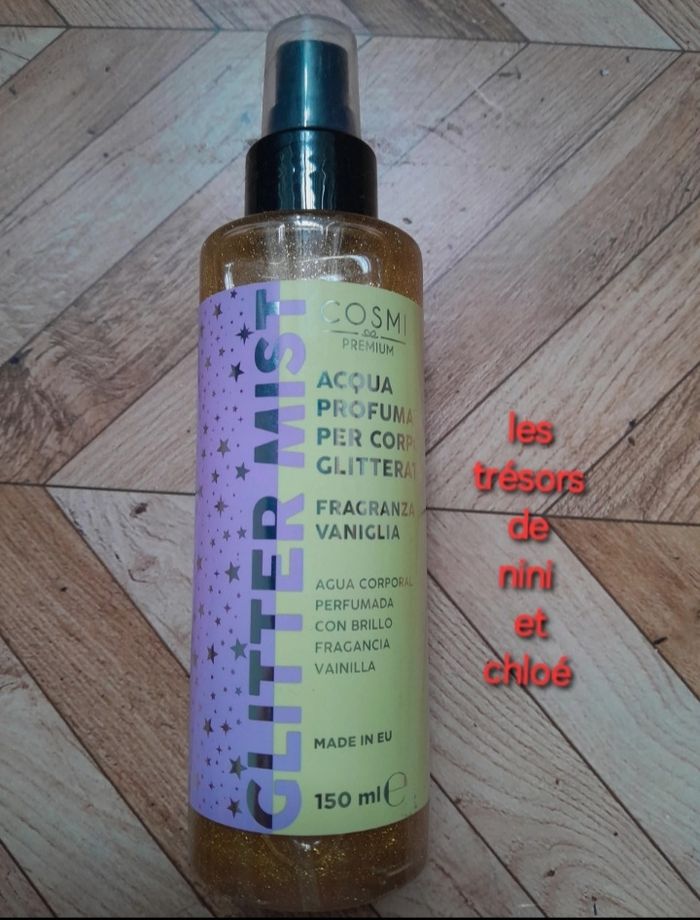 GLITTER MIST
COSMI
PREMIUM
ACQUA
PROFUMA
PER CORP
GLITTERAT
FRAGRANZA
VANIGLIA
AGUA CORPORAL
PERFUMADA
CON BRILLO
FRAGANCIA
VAINILLA
MADE IN EU
150 ml e
les
trésors
de
nini
et
chloé